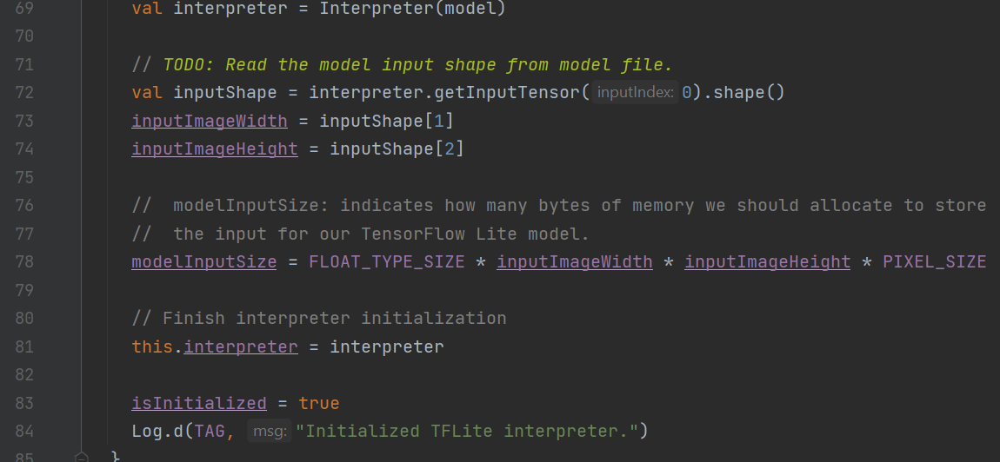 69 val interpreter = Interpreter(model)
70
71 // TODO: Read the model input shape from model file.
72 val inputShape = interpreter.getInputTensor( inputIndex: 0).shape()
73 inputImageWidth = inputShape[1]
74 inputImageHeight = inputShape[2]
75
76 //  modelInputSize: indicates how many bytes of memory we should allocate to store
77 //  the input for our TensorFlow Lite model.
78 modelInputSize = FLOAT_TYPE_SIZE * inputImageWidth * inputImageHeight * PIXEL_SIZE
79
80 // Finish interpreter initialization
81 this.interpreter = interpreter
82
83 isInitialized = true
84 Log.d(TAG, msg: "Initialized TFLite interpreter.")
85 }